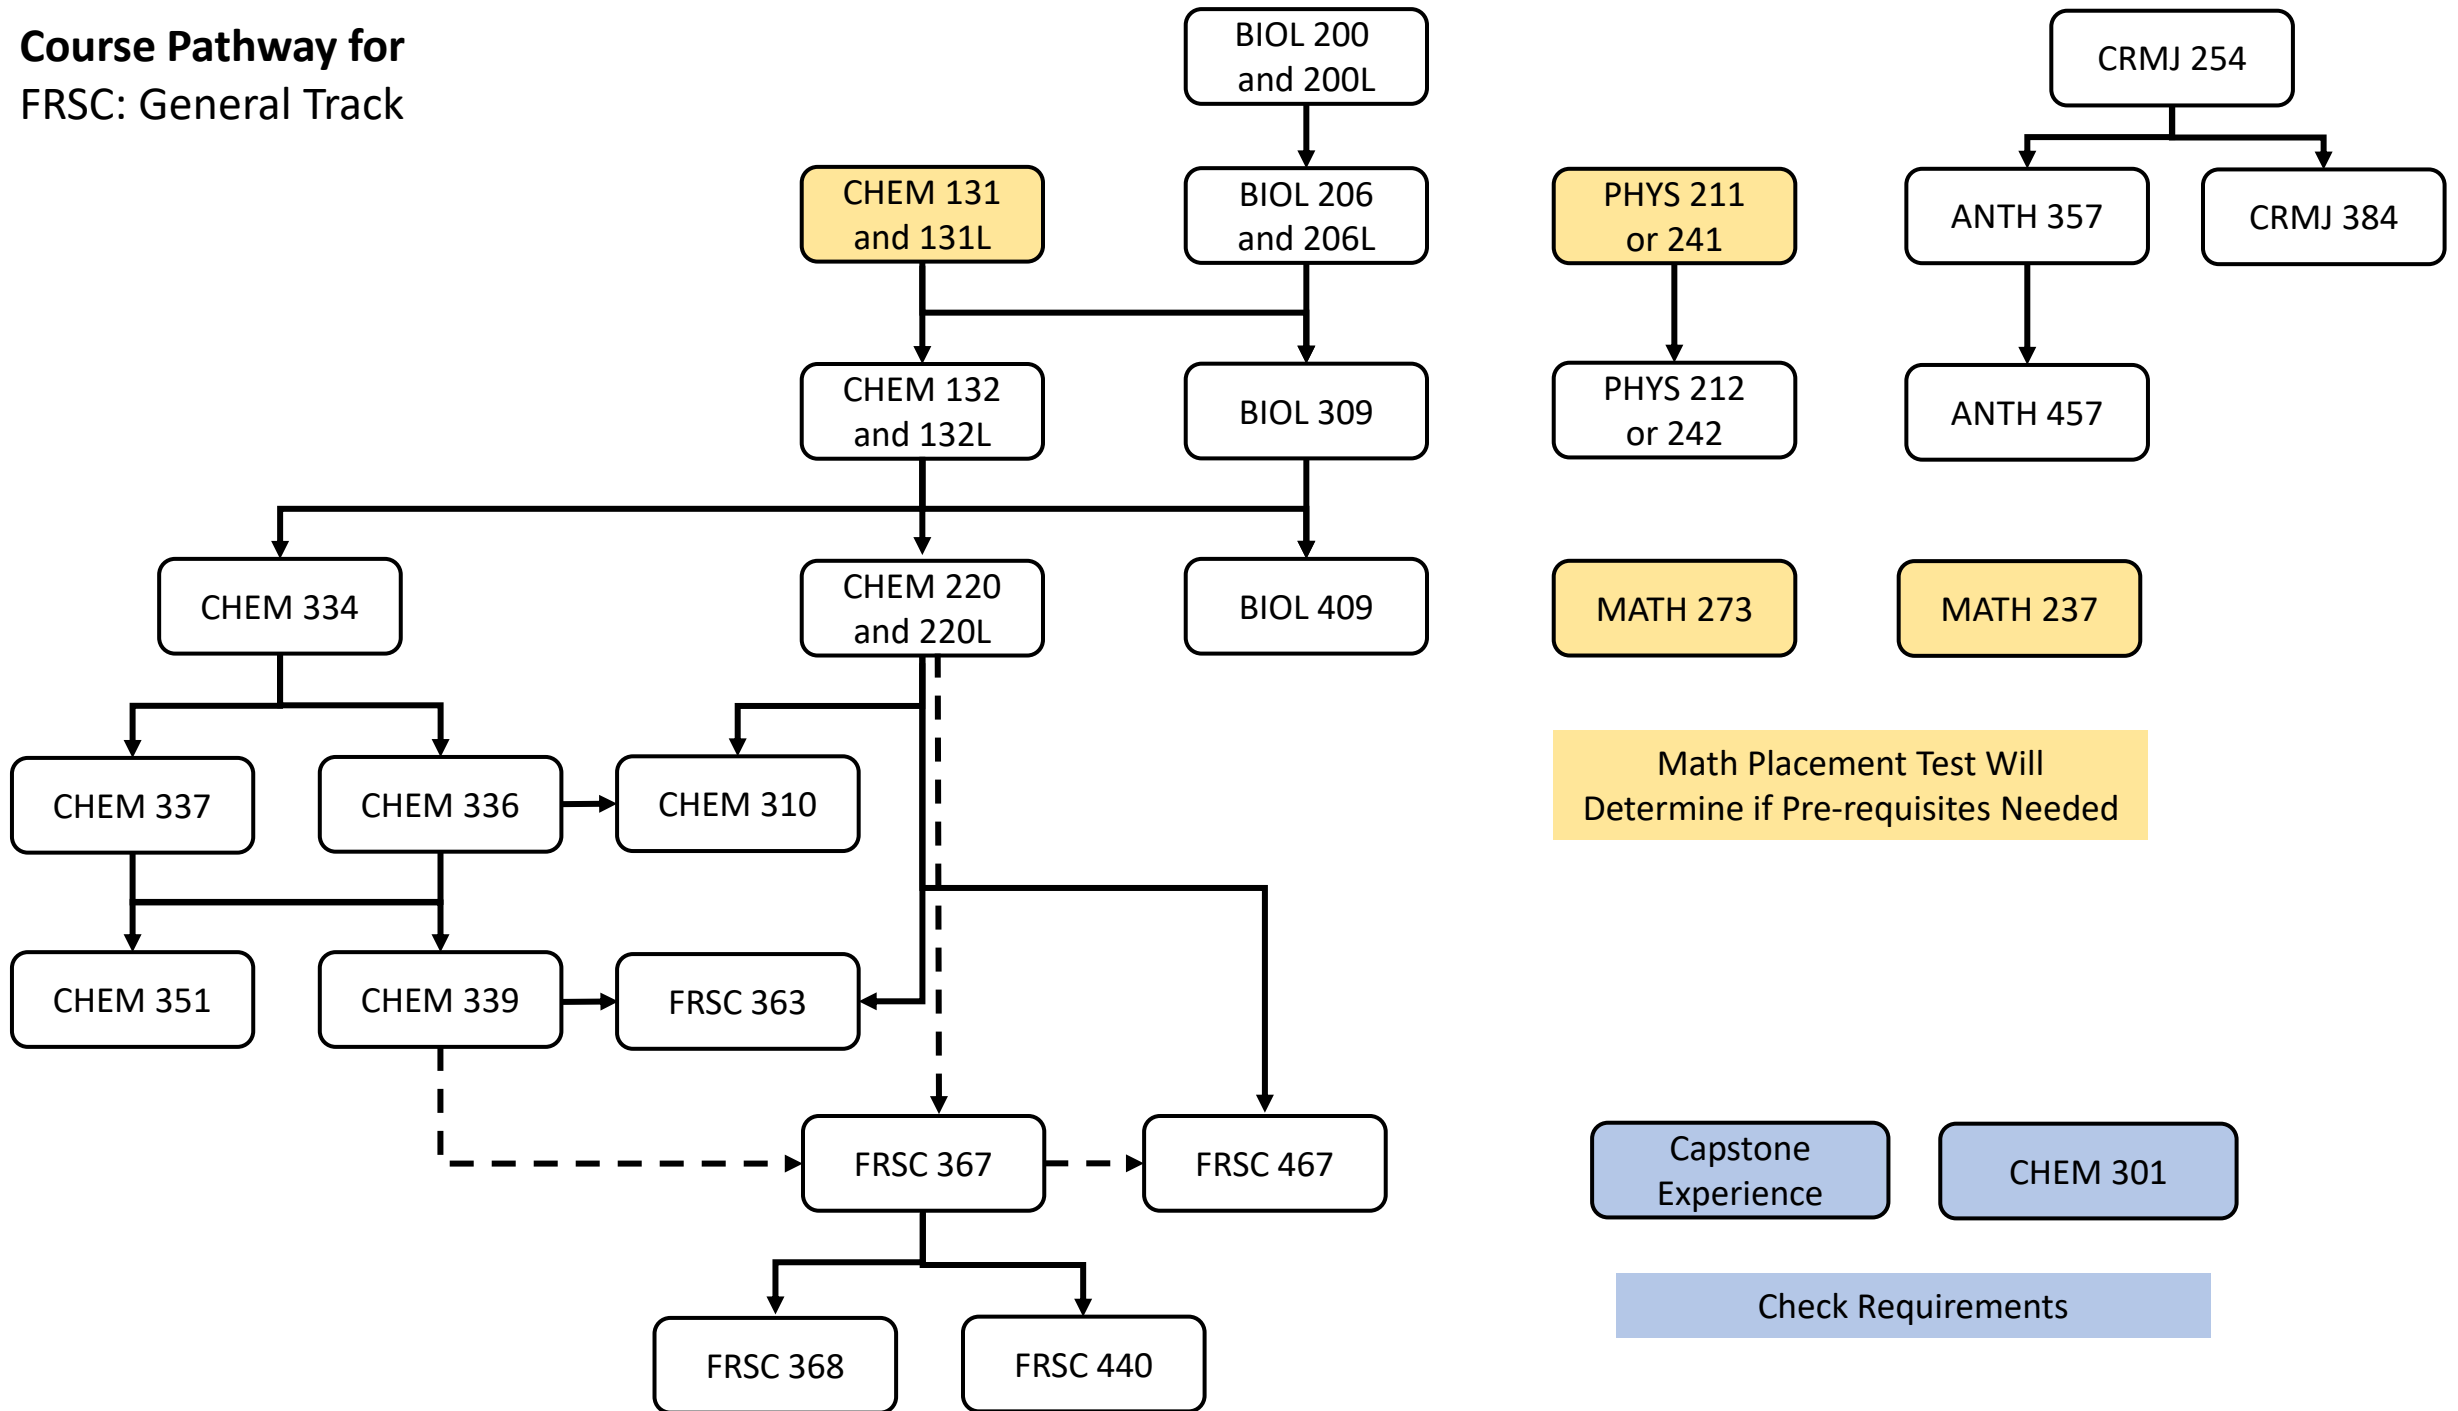 Course Pathway for
FRSC: General Track
BIOL 200
and 200L
CRMJ 254
CHEM 131
and 131L
BIOL 206
and 206L
PHYS 211
or 241
ANTH 357
CRMJ 384
CHEM 132
and 132L
BIOL 309
PHYS 212
or 242
ANTH 457
CHEM 334
CHEM 220
and 220L
BIOL 409
MATH 273
MATH 237
Math Placement Test Will
Determine if Pre-requisites Needed
CHEM 337
CHEM 336
CHEM 310
CHEM 351
CHEM 339
FRSC 363
FRSC 367
FRSC 467
Capstone
Experience
CHEM 301
Check Requirements
FRSC 368
FRSC 440